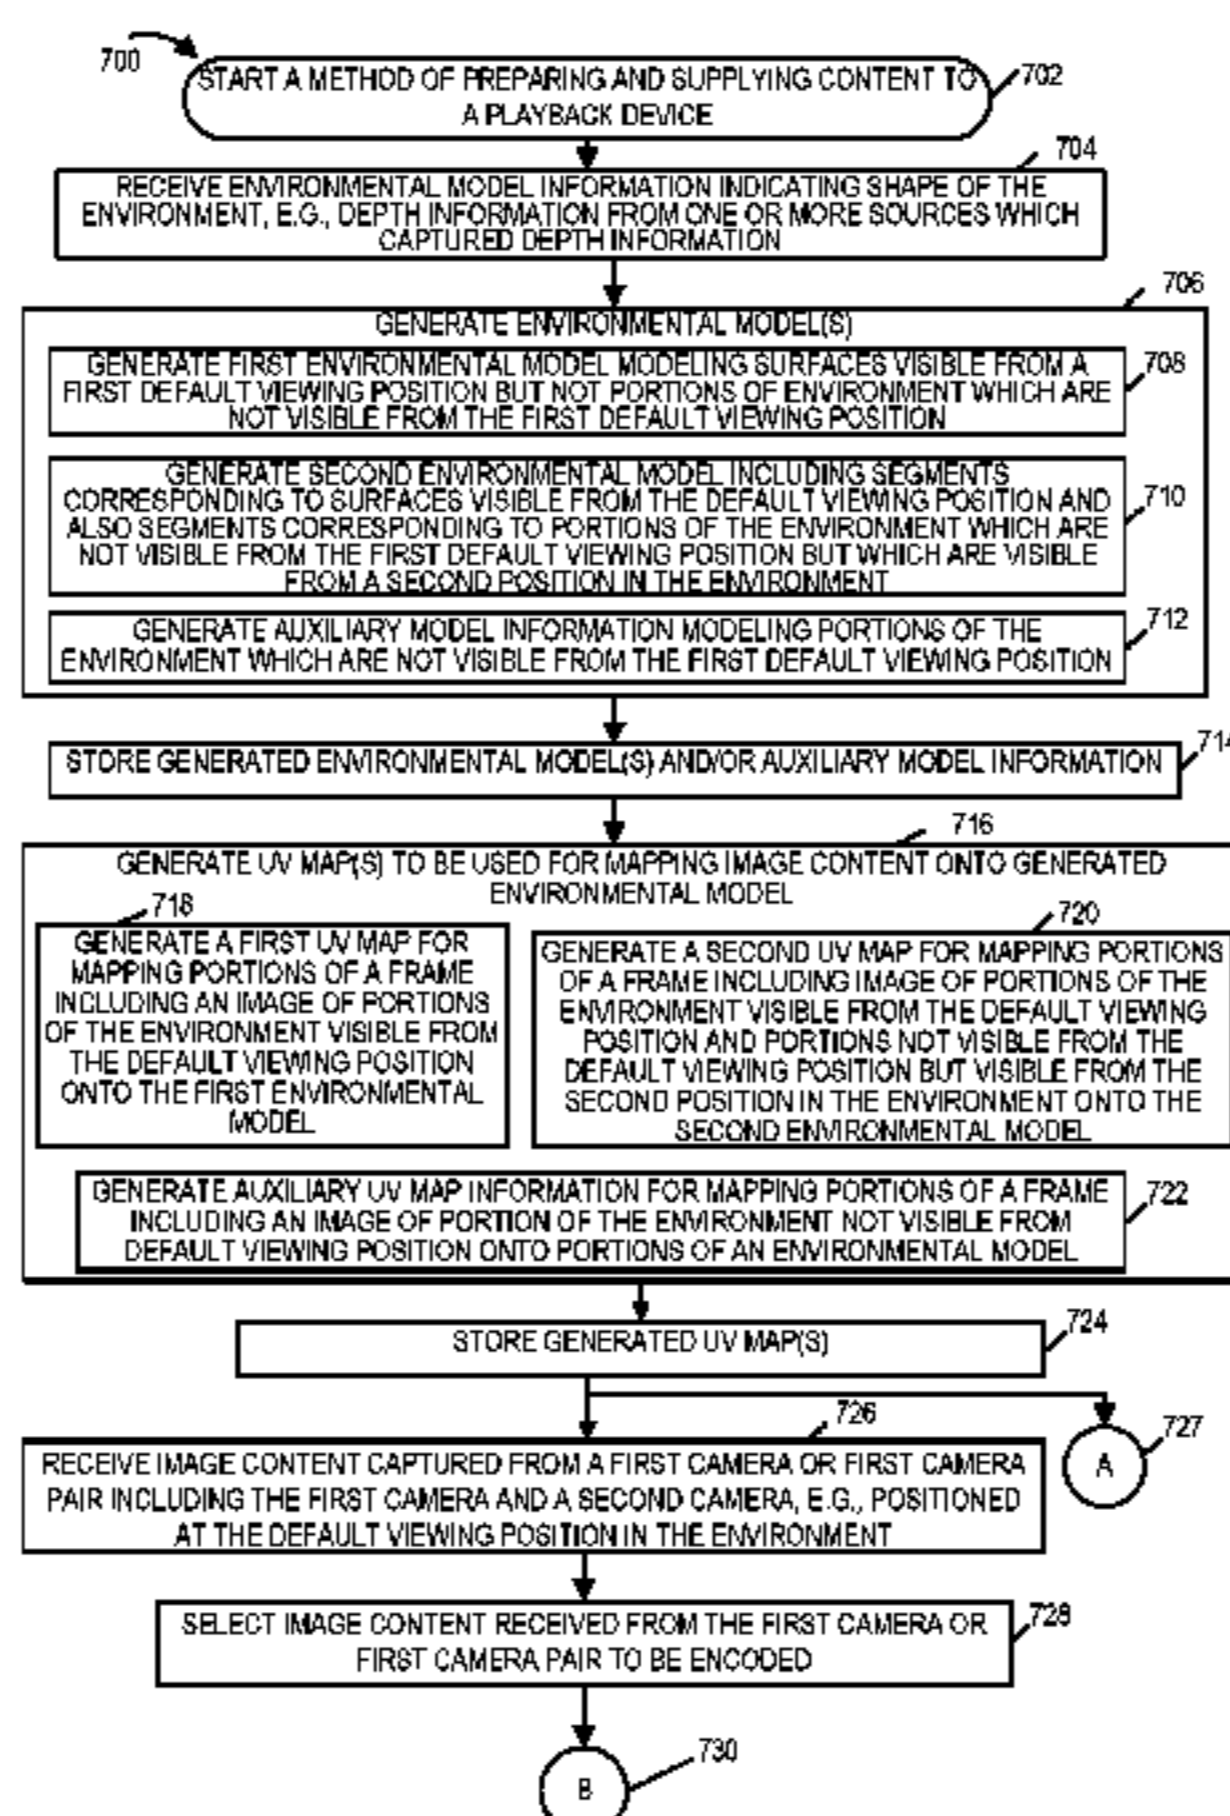 700
START A METHOD OF PREPARING AND SUPPLYING CONTENT TO
A PLAYBACK DEVICE
702
704
RECEIVE ENVIRONMENTAL MODEL INFORMATION INDICATING SHAPE OF THE
ENVIRONMENT, E.G., DEPTH INFORMATION FROM ONE OR MORE SOURCES WHICH
CAPTURED DEPTH INFORMATION
706
GENERATE ENVIRONMENTAL MODEL(S)
GENERATE FIRST ENVIRONMENTAL MODEL MODELING SURFACES VISIBLE FROM A
FIRST DEFAULT VIEWING POSITION BUT NOT PORTIONS OF ENVIRONMENT WHICH ARE
NOT VISIBLE FROM THE FIRST DEFAULT VIEWING POSITION
708
GENERATE SECOND ENVIRONMENTAL MODEL INCLUDING SEGMENTS
CORRESPONDING TO SURFACES VISIBLE FROM THE DEFAULT VIEWING POSITION AND
ALSO SEGMENTS CORRESPONDING TO PORTIONS OF THE ENVIRONMENT WHICH ARE
NOT VISIBLE FROM THE FIRST DEFAULT VIEWING POSITION BUT WHICH ARE VISIBLE
FROM A SECOND POSITION IN THE ENVIRONMENT
710
GENERATE AUXILIARY MODEL INFORMATION MODELING PORTIONS OF THE
ENVIRONMENT WHICH ARE NOT VISIBLE FROM THE FIRST DEFAULT VIEWING POSITION
712
STORE GENERATED ENVIRONMENTAL MODEL(S) AND/OR AUXILIARY MODEL INFORMATION
714
716
GENERATE UV MAP(S) TO BE USED FOR MAPPING IMAGE CONTENT ONTO GENERATED
ENVIRONMENTAL MODEL
718
GENERATE A FIRST UV MAP FOR
MAPPING PORTIONS OF A FRAME
INCLUDING AN IMAGE OF PORTIONS
OF THE ENVIRONMENT VISIBLE FROM
THE DEFAULT VIEWING POSITION
ONTO THE FIRST ENVIRONMENTAL
MODEL
720
GENERATE A SECOND UV MAP FOR MAPPING PORTIONS
OF A FRAME INCLUDING IMAGE OF PORTIONS OF THE
ENVIRONMENT VISIBLE FROM THE DEFAULT VIEWING
POSITION AND PORTIONS NOT VISIBLE FROM THE
DEFAULT VIEWING POSITION BUT VISIBLE FROM THE
SECOND POSITION IN THE ENVIRONMENT ONTO THE
SECOND ENVIRONMENTAL MODEL
GENERATE AUXILIARY UV MAP INFORMATION FOR MAPPING PORTIONS OF A FRAME
INCLUDING AN IMAGE OF PORTION OF THE ENVIRONMENT NOT VISIBLE FROM
DEFAULT VIEWING POSITION ONTO PORTIONS OF AN ENVIRONMENTAL MODEL
722
STORE GENERATED UV MAP(S)
724
726
RECEIVE IMAGE CONTENT CAPTURED FROM A FIRST CAMERA OR FIRST CAMERA
PAIR INCLUDING THE FIRST CAMERA AND A SECOND CAMERA, E.G., POSITIONED
AT THE DEFAULT VIEWING POSITION IN THE ENVIRONMENT
A
727
SELECT IMAGE CONTENT RECEIVED FROM THE FIRST CAMERA OR
FIRST CAMERA PAIR TO BE ENCODED
728
B
730